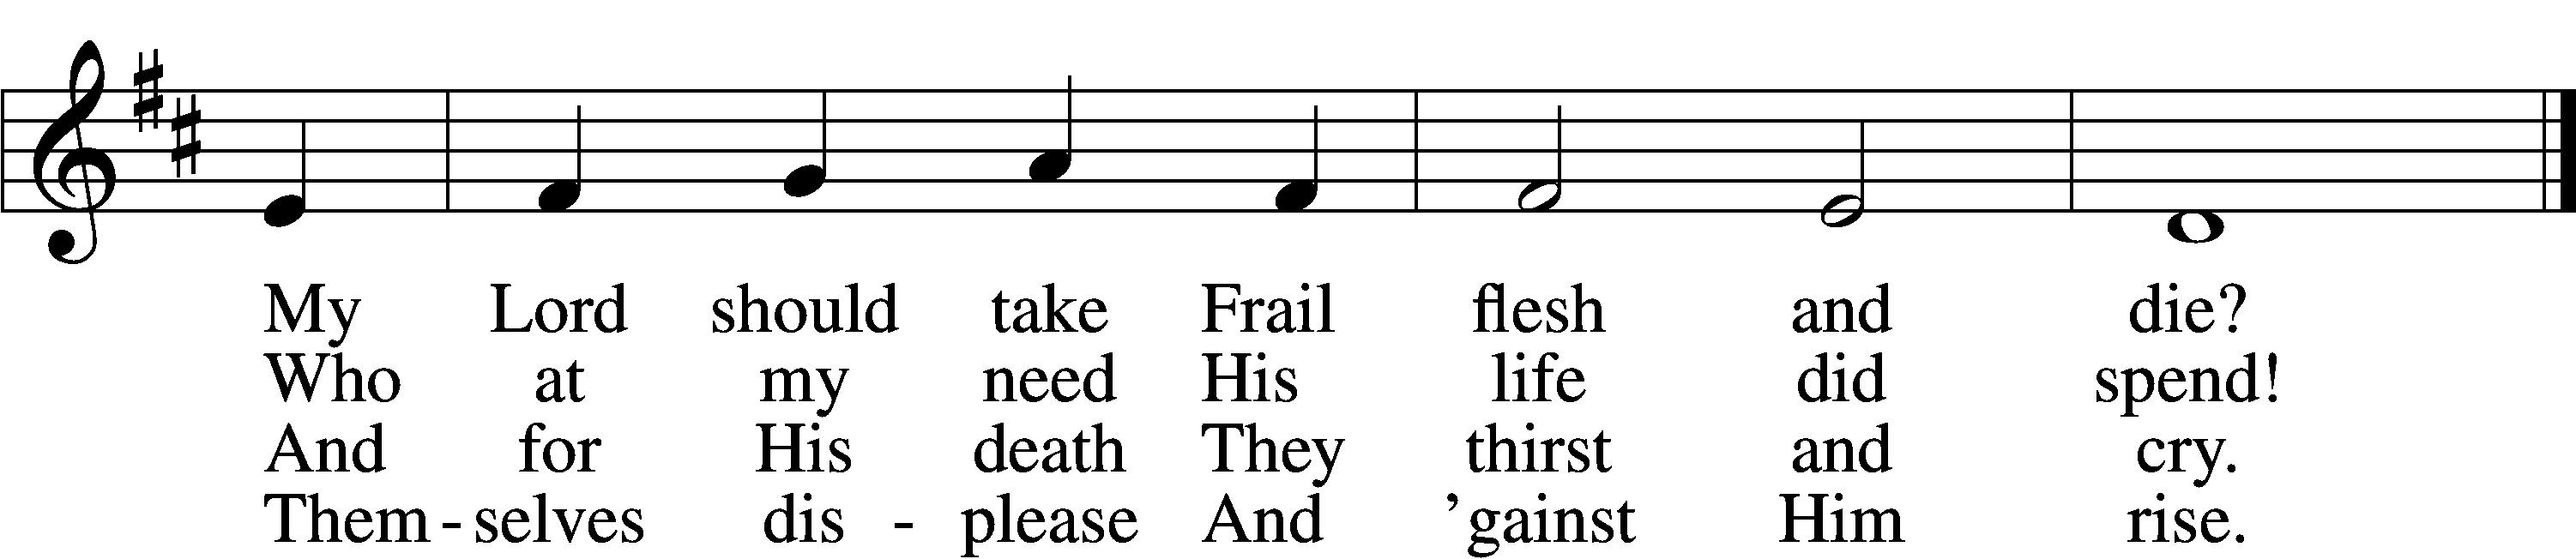 My Lord should take Frail flesh and die?
Who at my need His life did spend!
And for His death They thirst and cry.
Them - selves dis - please And ’gainst Him rise.